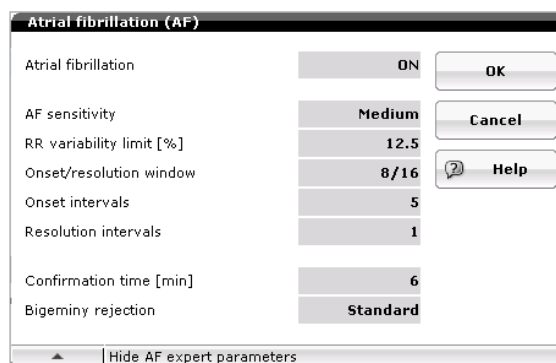 Atrial fibrillation (AF)
Atrial fibrillation ON
OK
AF sensitivity Medium
Cancel
RR variability limit [%] 12.5
Onset/resolution window 8/16
Help
Onset intervals 5
Resolution intervals 1
Confirmation time [min] 6
Bigeminy rejection Standard
Hide AF expert parameters